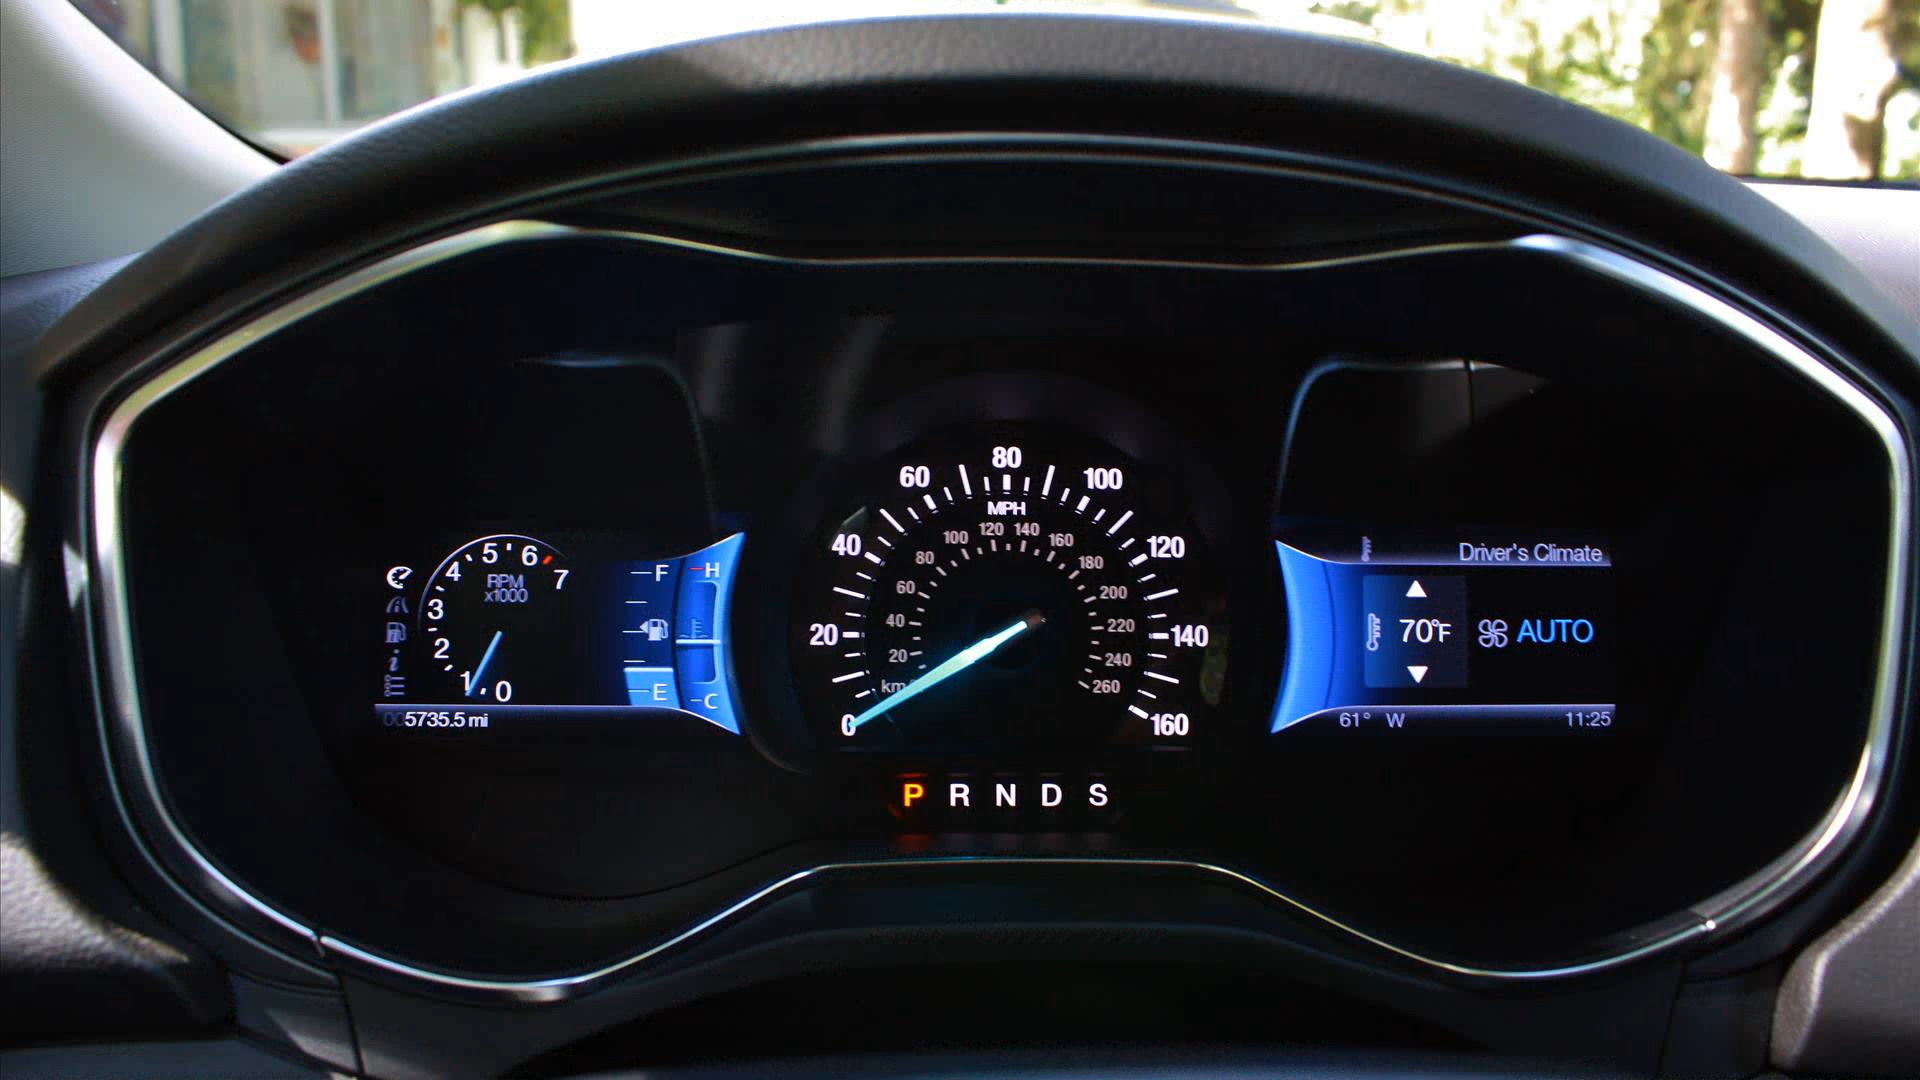 5 6
4 7
RPM
x1000
3
2
1 0
F
E
H
C
005735.5 mi
0 20 40 60 80 100 120 140 160
MPH
20 40 60 80 100 120 140 160 180 200 220 240 260
P R N D S
Driver's Climate
70°F AUTO
61° W 11:25